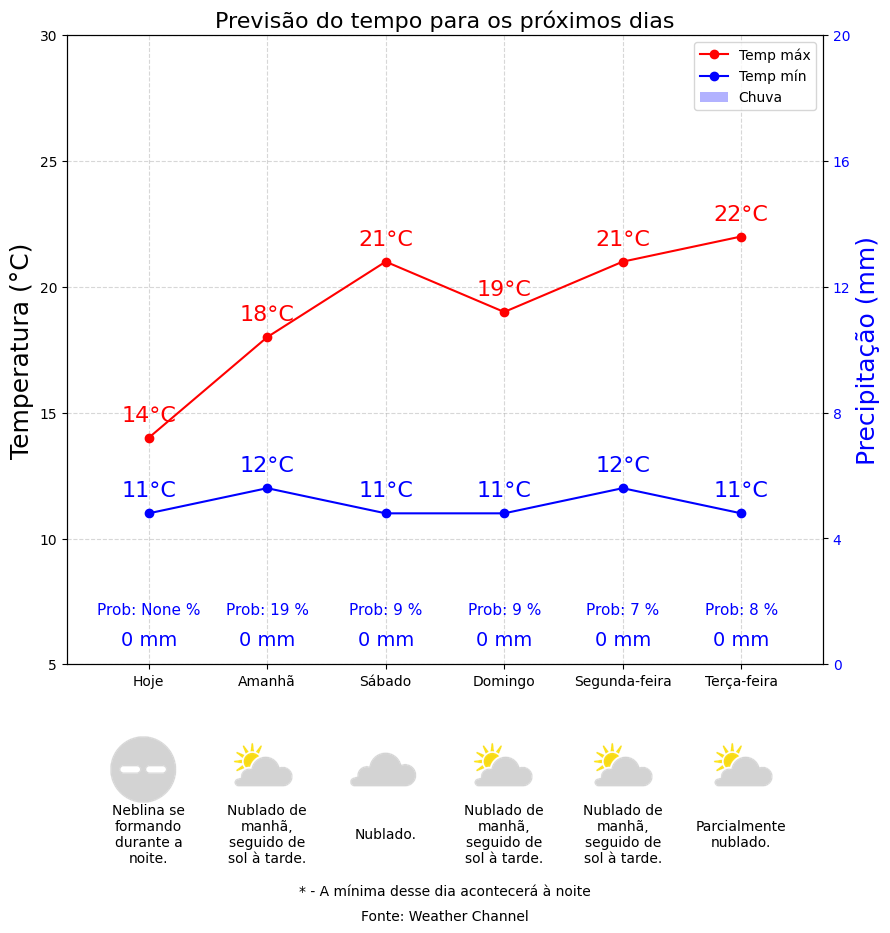 Previsão do tempo para os próximos dias
Temp máx
Temp mín
Chuva
Temperatura (°C)
30
25
20
15
10
5
Precipitação (mm)
20
16
12
8
4
0
14°C
18°C
21°C
19°C
21°C
22°C
11°C
12°C
11°C
11°C
12°C
11°C
Prob: None %
Prob: 19 %
Prob: 9 %
Prob: 9 %
Prob: 7 %
Prob: 8 %
0 mm
0 mm
0 mm
0 mm
0 mm
0 mm
Hoje
Amanhã
Sábado
Domingo
Segunda-feira
Terça-feira
Neblina se
formando
durante a
noite.
Nublado de
manhã,
seguido de
sol à tarde.
Nublado.
Nublado de
manhã,
seguido de
sol à tarde.
Nublado de
manhã,
seguido de
sol à tarde.
Parcialmente
nublado.
* - A mínima desse dia acontecerá à noite
Fonte: Weather Channel